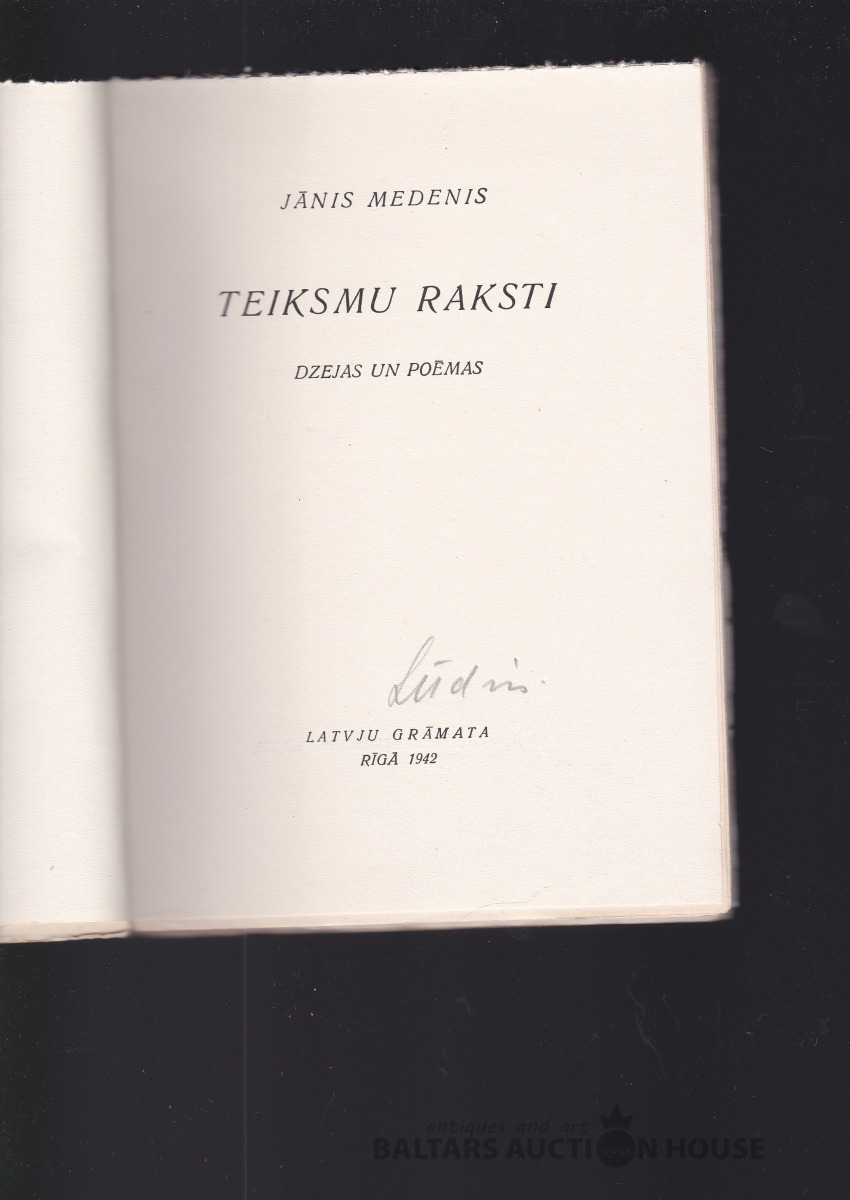 JĀNIS MEDENIS
TEIKSMU RAKSTI
DZEJAS UN POĒMAS
LATVJU GRĀMATA
RĪGĀ 1942
antiques and art
BALTARS AUCTION HOUSE